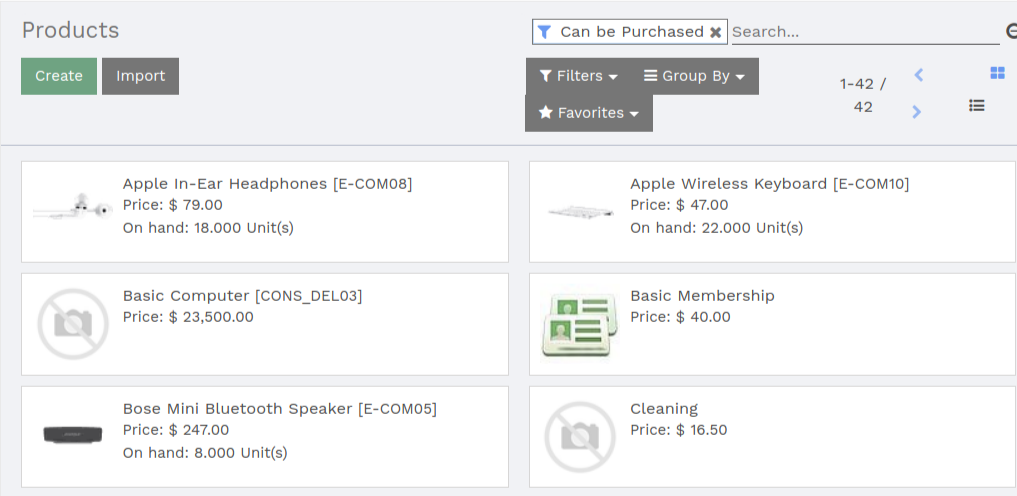 Products
Can be Purchased
Search...
Create
Import
Filters
Group By
Favorites
1-42 /
42
Apple In-Ear Headphones [E-COM08]
Price: $ 79.00
On hand: 18.000 Unit(s)
Apple Wireless Keyboard [E-COM10]
Price: $ 47.00
On hand: 22.000 Unit(s)
Basic Computer [CONS_DEL03]
Price: $ 23,500.00
Basic Membership
Price: $ 40.00
Bose Mini Bluetooth Speaker [E-COM05]
Price: $ 247.00
On hand: 8.000 Unit(s)
Cleaning
Price: $ 16.50